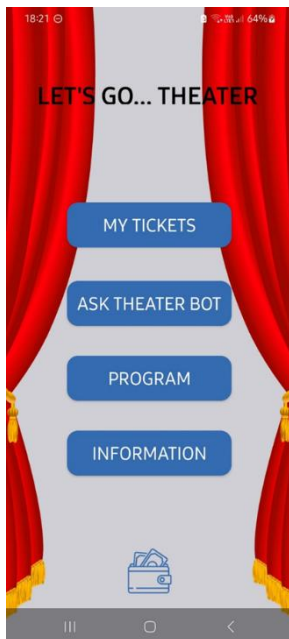 18:21 64%
LET'S GO... THEATER
MY TICKETS
ASK THEATER BOT
PROGRAM
INFORMATION